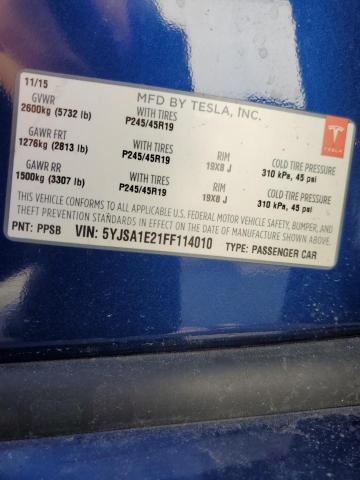 11/15
MFD BY TESLA, INC.
TESLA
GVWR
2600kg (5732 lb)
WITH TIRES
P245/45R19
GAWR FRT
1276kg (2813 lb)
WITH TIRES
P245/45R19
RIM
19X8 J
COLD TIRE PRESSURE
310 kPa, 45 psi
GAWR RR
1500kg (3307 lb)
WITH TIRES
P245/45R19
RIM
19X8 J
COLD TIRE PRESSURE
310 kPa, 45 psi
THIS VEHICLE CONFORMS TO ALL APPLICABLE U.S. FEDERAL MOTOR VEHICLE SAFETY, BUMPER, AND
THEFT PREVENTION STANDARDS IN EFFECT ON THE DATE OF MANUFACTURE SHOWN ABOVE.
PNT: PPSB
VIN: 5YJSA1E21FF114010
TYPE: PASSENGER CAR